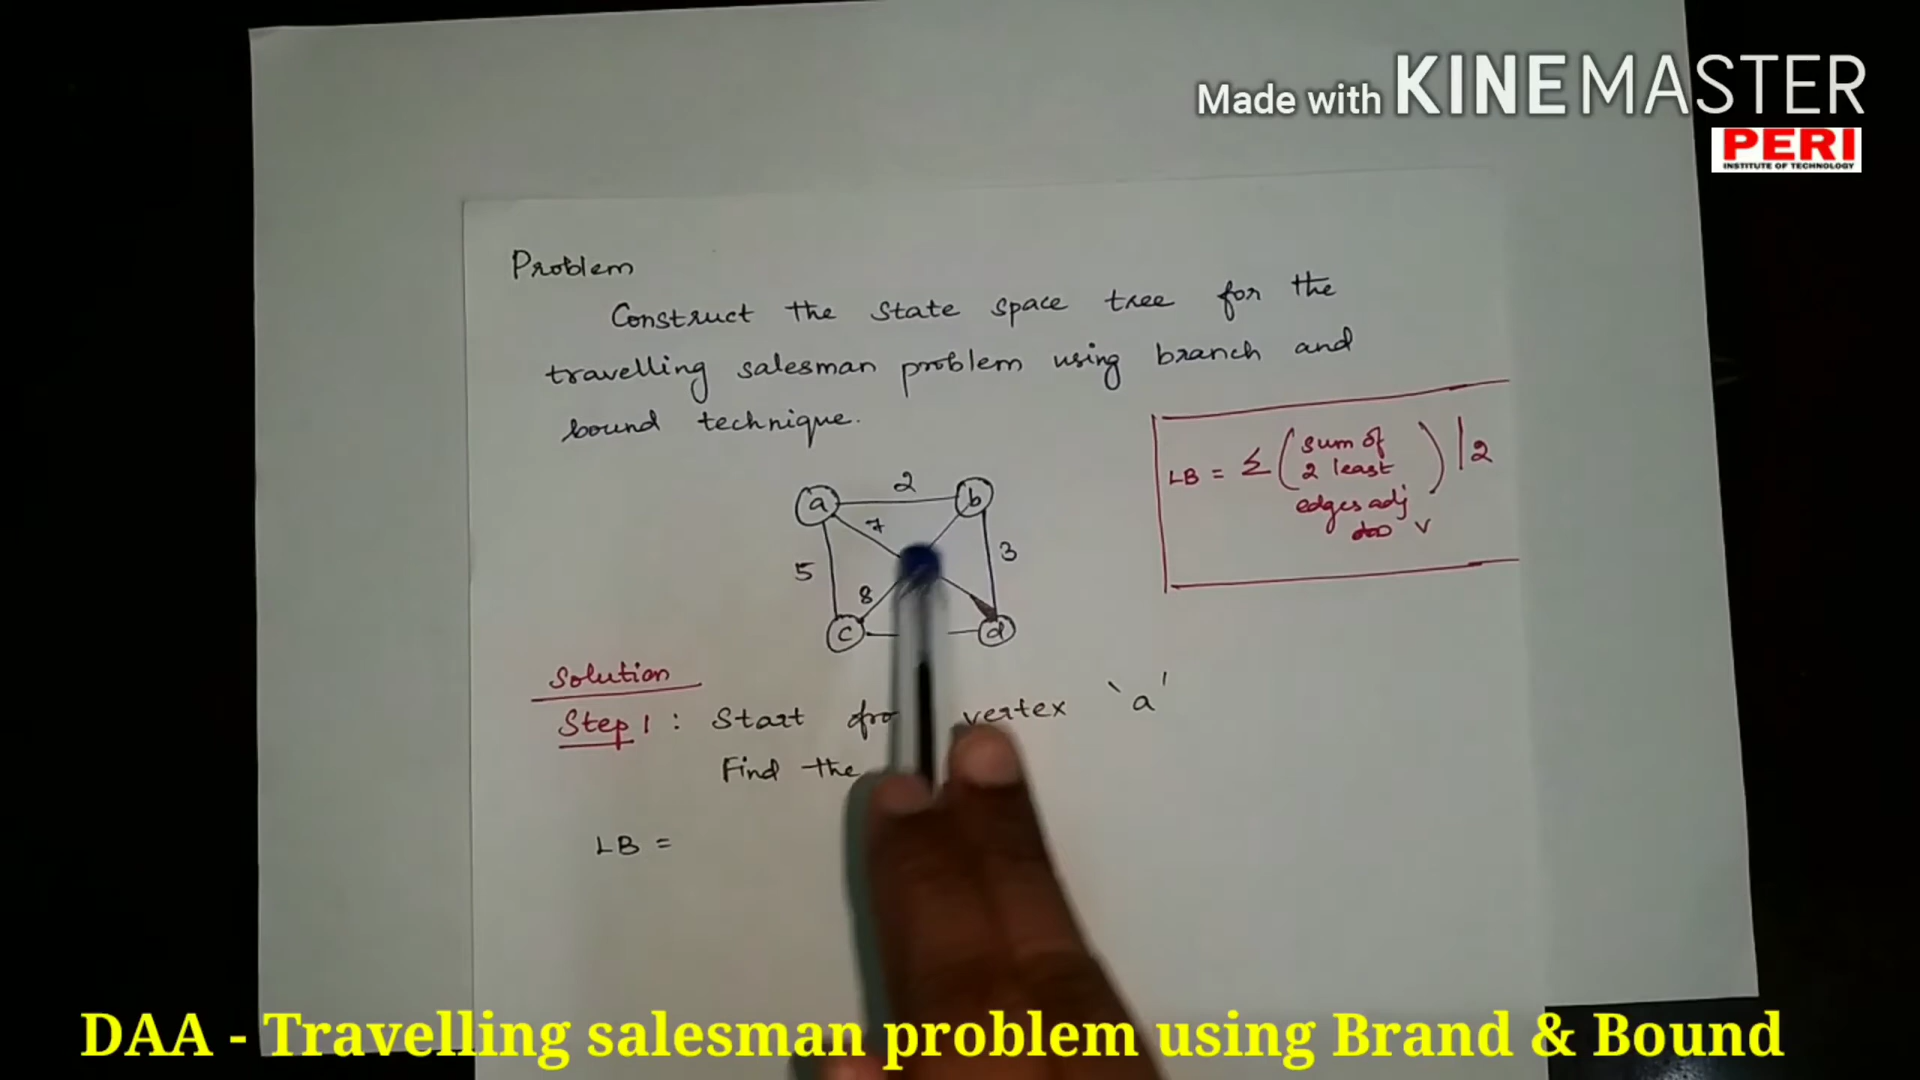 Made with KINEMASTER
PERI
INSTITUTE OF TECHNOLOGY
Problem
Construct the state space tree for the
travelling salesman problem using branch and
bound technique.
LB = Σ ( sum of
2 least
edges adj
v ) | 2
2
a b
7
5 3
8
c d
Solution
Step 1 : Start vertex 'a'
Find the
LB =
DAA - Travelling salesman problem using Brand & Bound